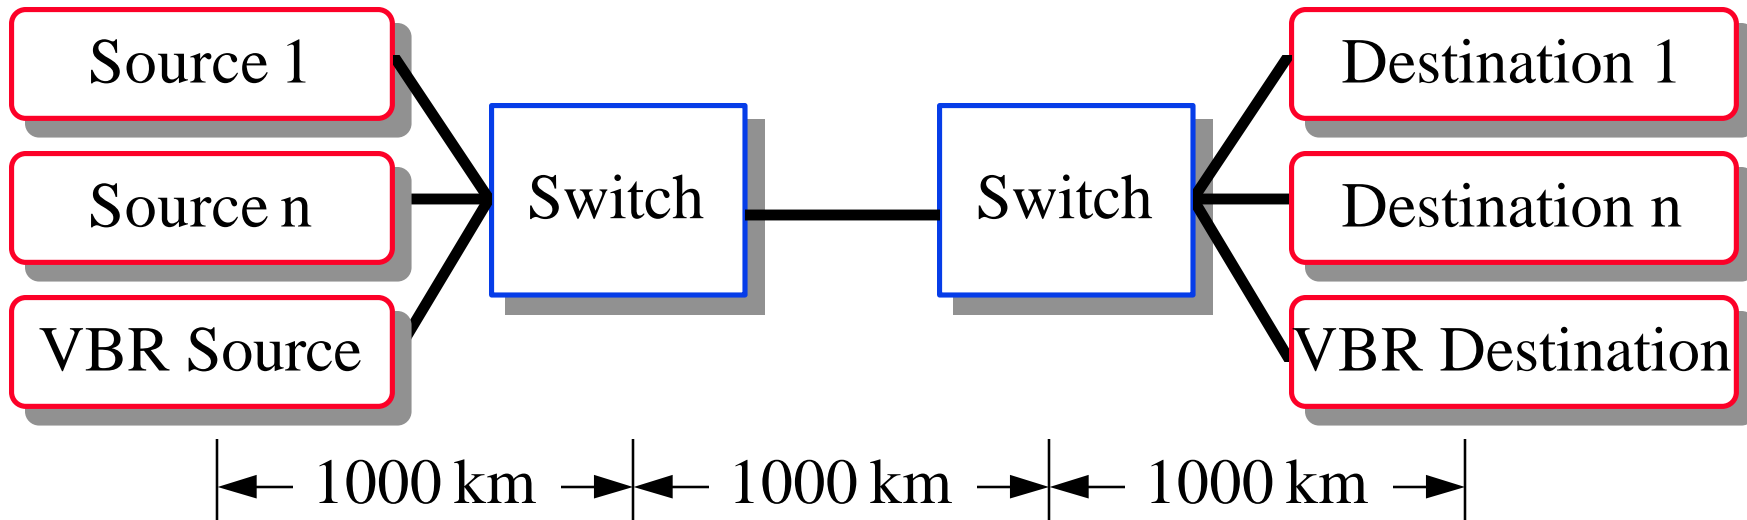 Source 1
Destination 1
Switch
Switch
Source n
Destination n
VBR Source
VBR Destination
1000 km
1000 km
1000 km